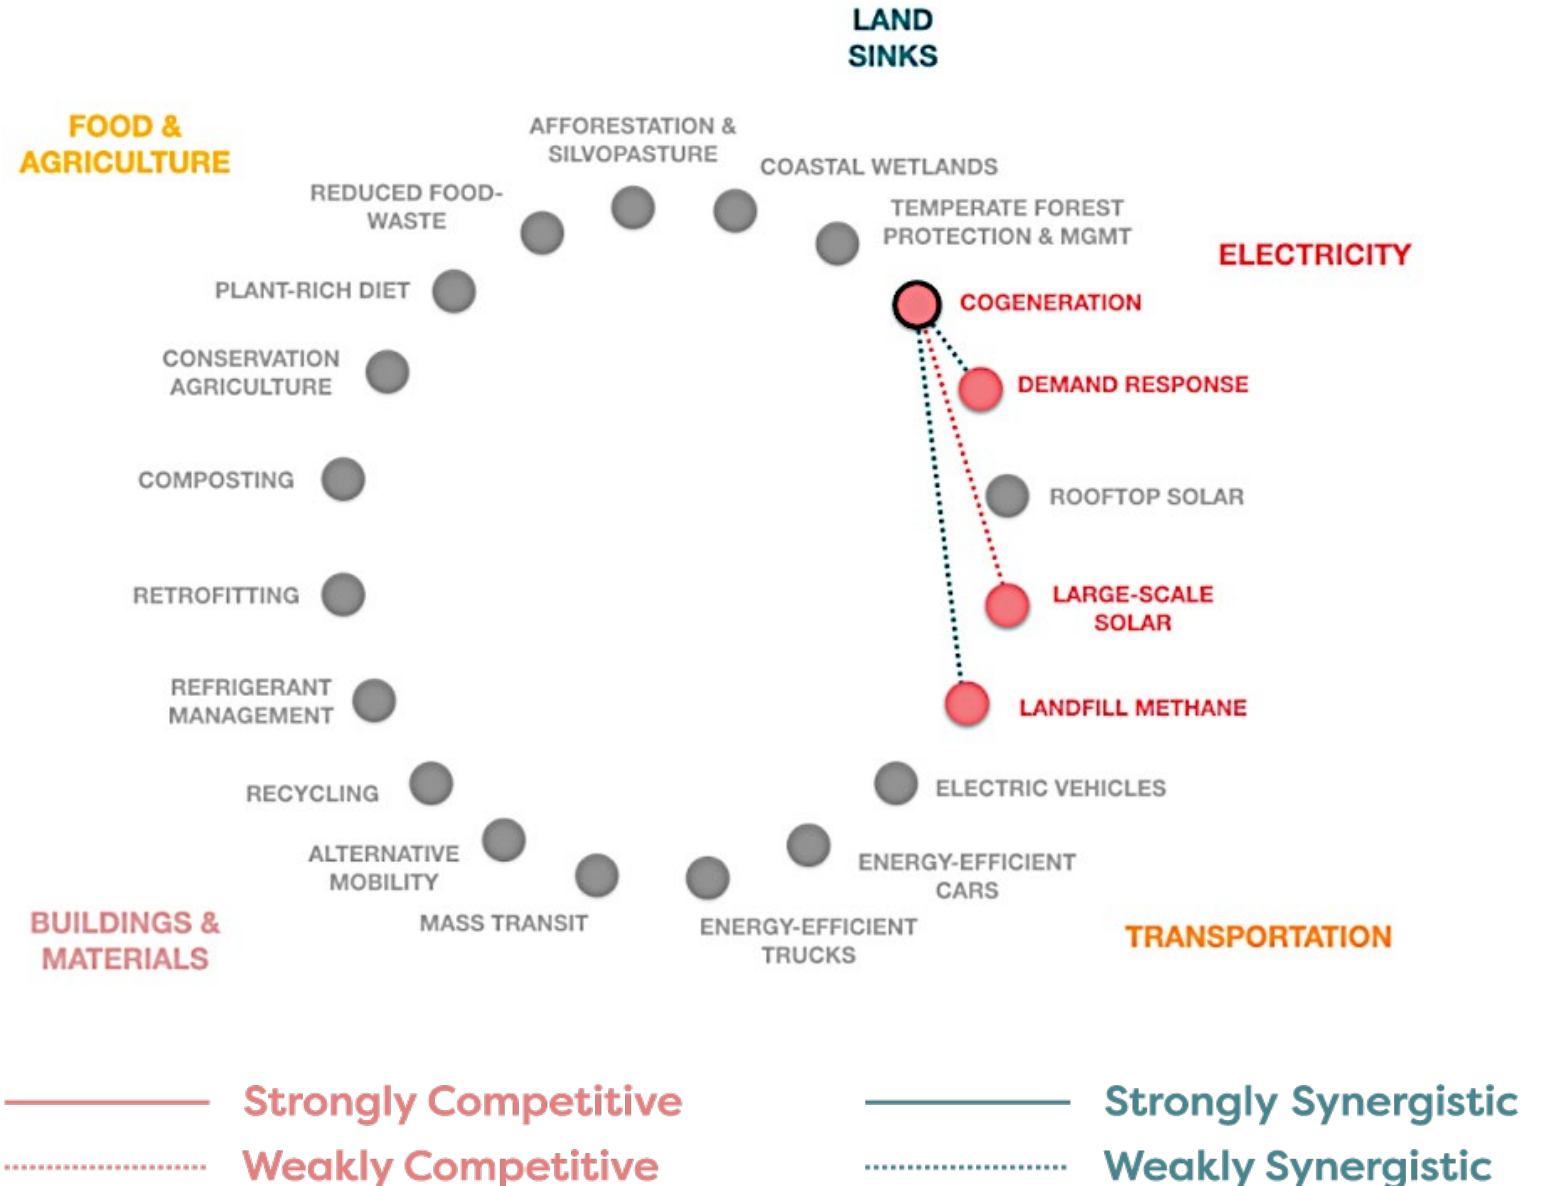 LAND
SINKS
FOOD &
AGRICULTURE
AFFORESTATION &
SILVOPASTURE
COASTAL WETLANDS
REDUCED FOOD-
WASTE
TEMPERATE FOREST
PROTECTION & MGMT
ELECTRICITY
PLANT-RICH DIET
COGENERATION
CONSERVATION
AGRICULTURE
DEMAND RESPONSE
COMPOSTING
ROOFTOP SOLAR
RETROFITTING
LARGE-SCALE
SOLAR
REFRIGERANT
MANAGEMENT
LANDFILL METHANE
RECYCLING
ELECTRIC VEHICLES
ALTERNATIVE
MOBILITY
ENERGY-EFFICIENT
CARS
MASS TRANSIT
ENERGY-EFFICIENT
TRUCKS
BUILDINGS &
MATERIALS
TRANSPORTATION
Strongly Competitive
Strongly Synergistic
Weakly Competitive
Weakly Synergistic